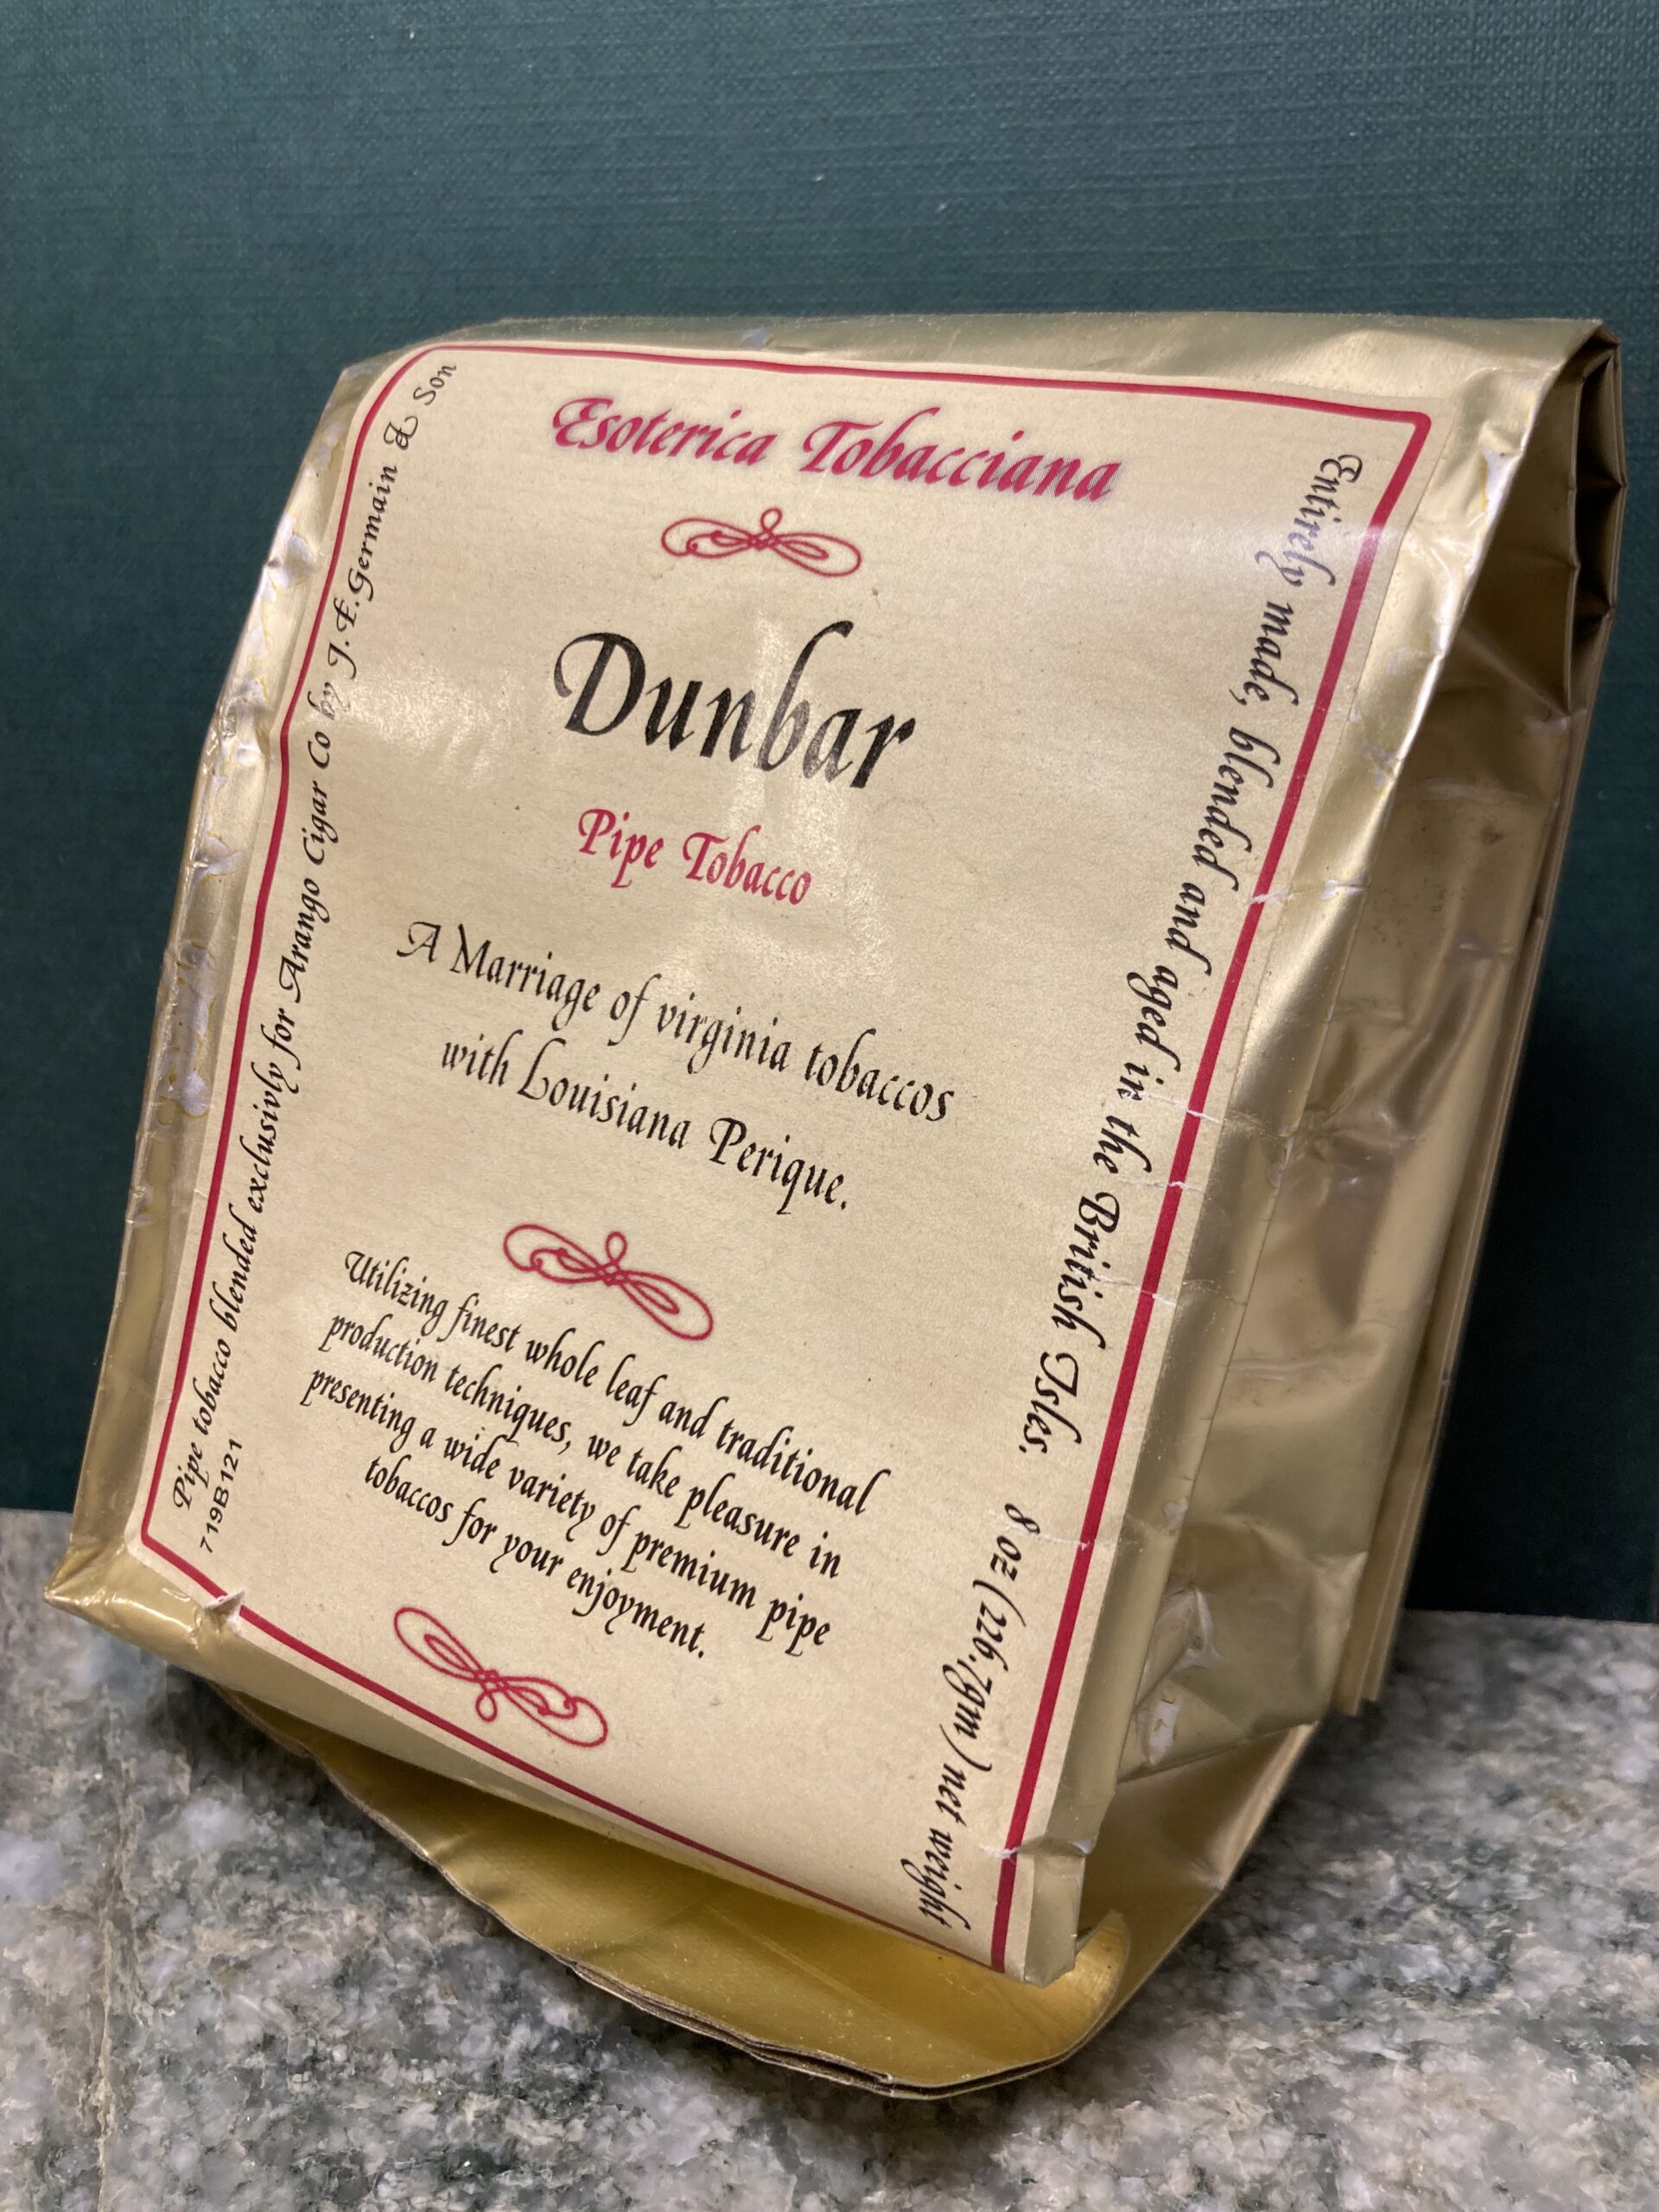 Esoterica Tobacciana
Dunbar
Pipe Tobacco
A Marriage of virginia tobaccos
with Louisiana Perique.
Utilizing finest whole leaf and traditional
production techniques, we take pleasure in
presenting a wide variety of premium pipe
tobaccos for your enjoyment.
Pipe tobacco blended exclusivly for Arango Cigar Co by J.E.Germain & Son
719B121
Entirely made, blended and aged in the British Isles. 8 oz (226.7gm) net weight